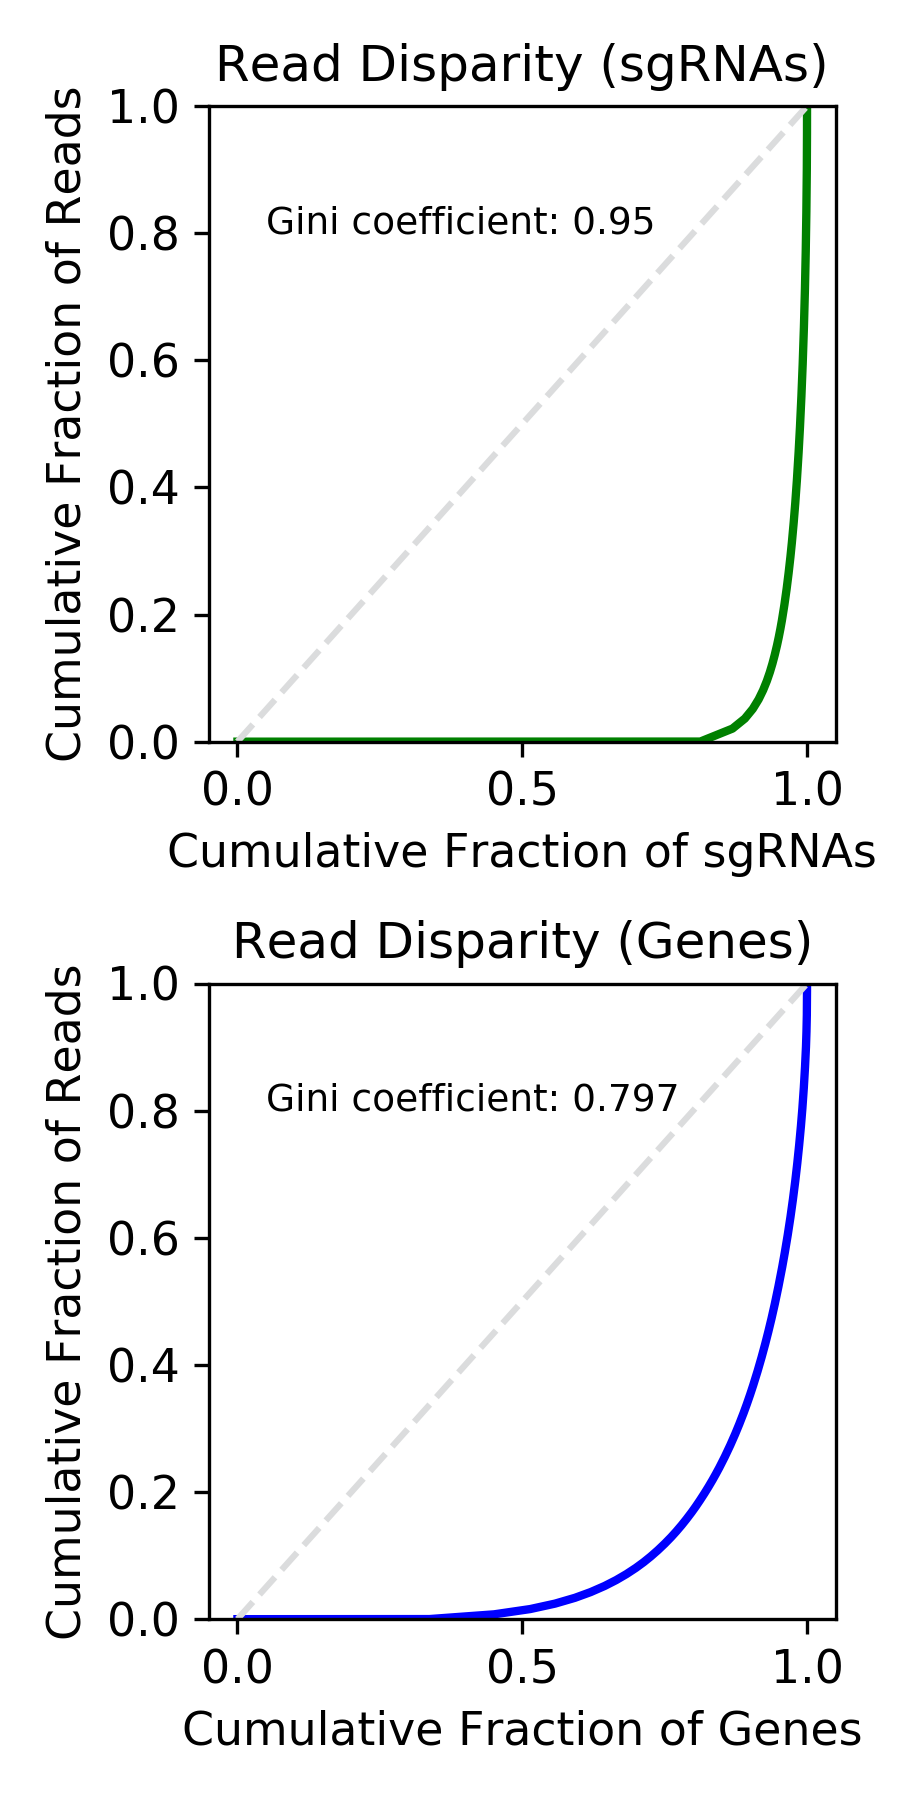 Read Disparity (sgRNAs)
Cumulative Fraction of Reads
1.0
0.8
0.6
0.4
0.2
0.0
Gini coefficient: 0.95
0.0 0.5 1.0
Cumulative Fraction of sgRNAs
Read Disparity (Genes)
Cumulative Fraction of Reads
1.0
0.8
0.6
0.4
0.2
0.0
Gini coefficient: 0.797
0.0 0.5 1.0
Cumulative Fraction of Genes